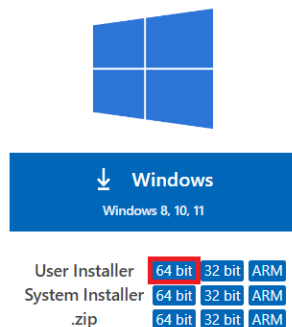 Windows
Windows 8, 10, 11
User Installer 64 bit 32 bit ARM
System Installer 64 bit 32 bit ARM
.zip 64 bit 32 bit ARM